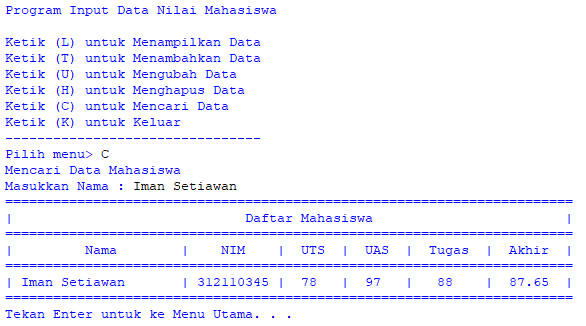 Program Input Data Nilai Mahasiswa
Ketik (L) untuk Menampilkan Data
Ketik (T) untuk Menambahkan Data
Ketik (U) untuk Mengubah Data
Ketik (H) untuk Menghapus Data
Ketik (C) untuk Mencari Data
Ketik (K) untuk Keluar
--------------------------------
Pilih menu> C
Mencari Data Mahasiswa
Masukkan Nama : Iman Setiawan
=======================================================================
|                             Daftar Mahasiswa                        |
=======================================================================
|         Nama        |    NIM    |  UTS  |  UAS  |  Tugas  |  Akhir  |
=======================================================================
| Iman Setiawan       | 312110345 |  78   |  97   |   88    |  87.65  |
=======================================================================
Tekan Enter untuk ke Menu Utama. . .